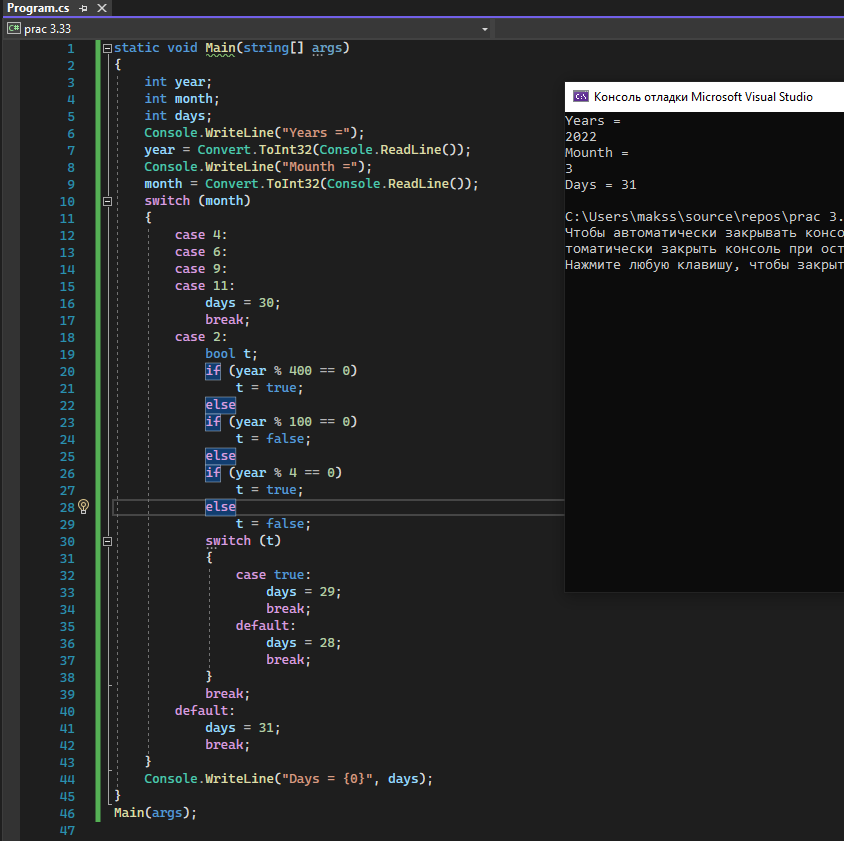 Program.cs
C# prac 3.33
1 static void Main(string[] args)
2 {
3 int year;
4 int month;
5 int days;
6 Console.WriteLine("Years =");
7 year = Convert.ToInt32(Console.ReadLine());
8 Console.WriteLine("Mounth =");
9 month = Convert.ToInt32(Console.ReadLine());
10 switch (month)
11 {
12 case 4:
13 case 6:
14 case 9:
15 case 11:
16 days = 30;
17 break;
18 case 2:
19 bool t;
20 if (year % 400 == 0)
21 t = true;
22 else
23 if (year % 100 == 0)
24 t = false;
25 else
26 if (year % 4 == 0)
27 t = true;
28 else
29 t = false;
30 switch (t)
31 {
32 case true:
33 days = 29;
34 break;
35 default:
36 days = 28;
37 break;
38 }
39 break;
40 default:
41 days = 31;
42 break;
43 }
44 Console.WriteLine("Days = {0}", days);
45 }
46 Main(args);
47
C:\ Консоль отладки Microsoft Visual Studio
Years =
2022
Mounth =
3
Days = 31
C:\Users\makss\source\repos\prac 3.
Чтобы автоматически закрывать консо
томатически закрыть консоль при ост
Нажмите любую клавишу, чтобы закрыт